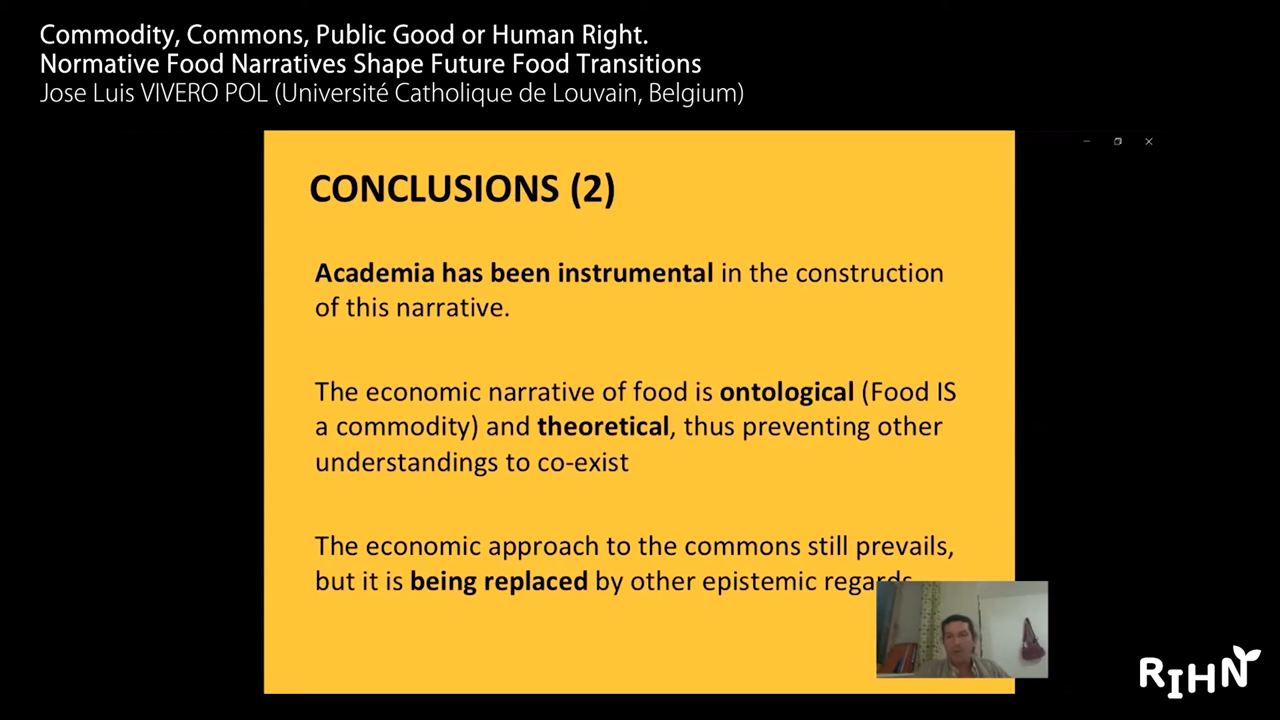 Commodity, Commons, Public Good or Human Right.
Normative Food Narratives Shape Future Food Transitions
Jose Luis VIVERO POL (Université Catholique de Louvain, Belgium)
CONCLUSIONS (2)
Academia has been instrumental in the construction
of this narrative.
The economic narrative of food is ontological (Food IS
a commodity) and theoretical, thus preventing other
understandings to co-exist
The economic approach to the commons still prevails,
but it is being replaced by other epistemic regards
RIHN